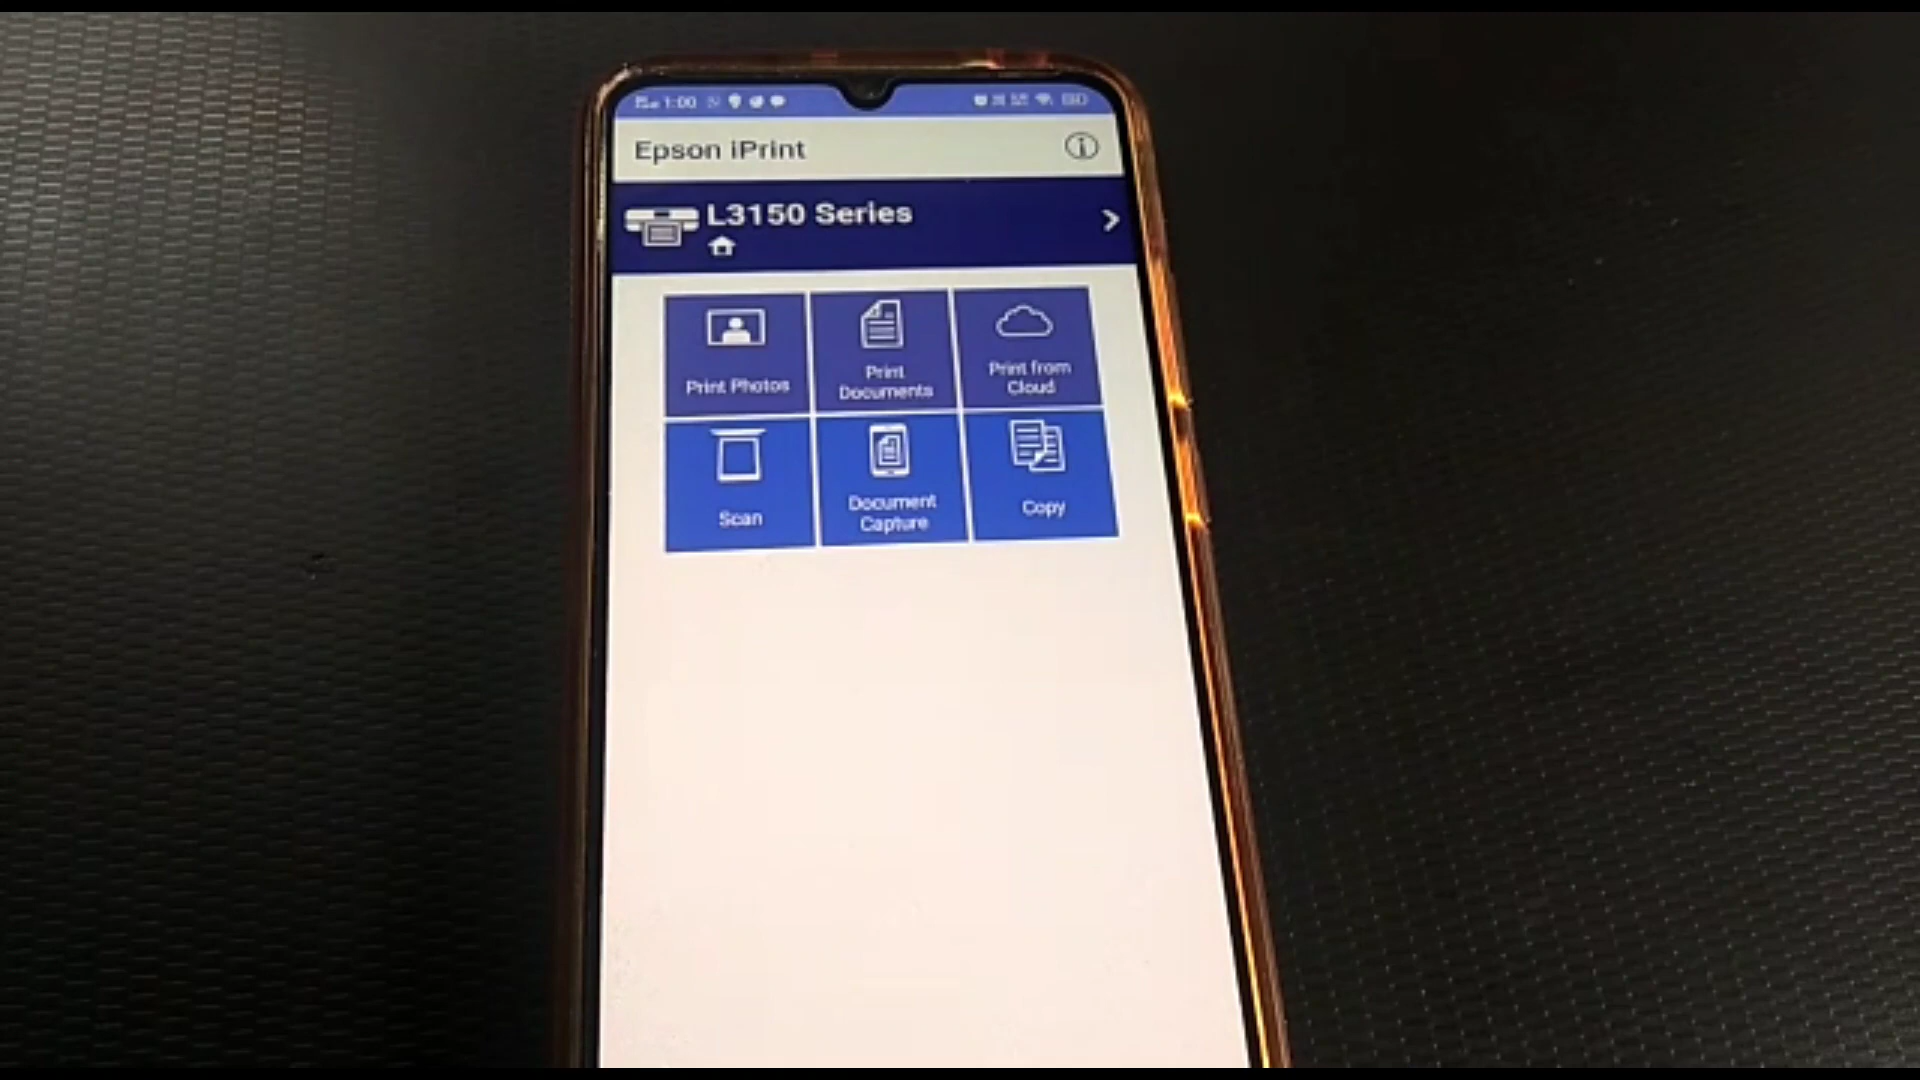 1:00
Epson iPrint
L3150 Series
Print Photos
Print
Documents
Print from
Cloud
Scan
Document
Capture
Copy